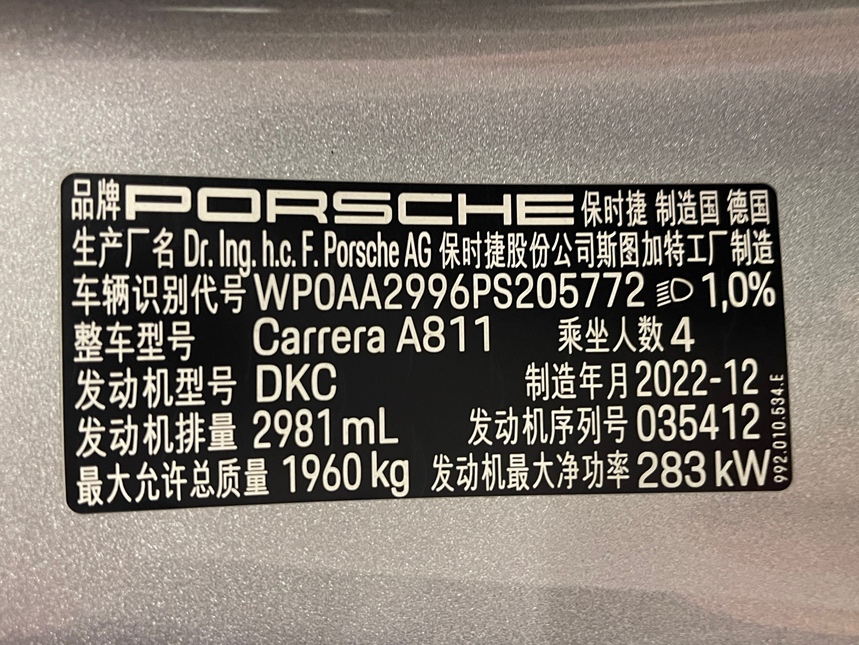 品牌 PORSCHE 保时捷 制造国 德国
生产厂名 Dr. Ing. h.c. F. Porsche AG 保时捷股份公司斯图加特工厂制造
车辆识别代号 WP0AA2996PS205772 1,0%
整车型号 Carrera A811 乘坐人数 4
发动机型号 DKC 制造年月 2022-12
发动机排量 2981 mL 发动机序列号 035412
最大允许总质量 1960 kg 发动机最大净功率 283 kW
992.010.534.E